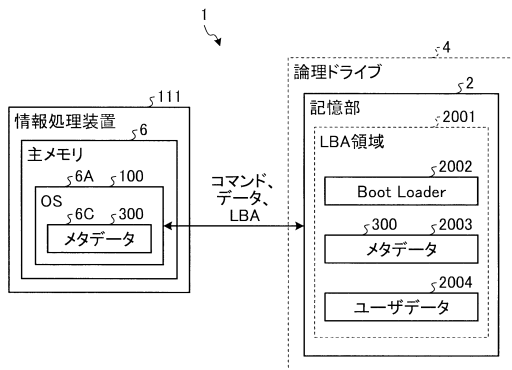 1
4
論理ドライブ
2
記憶部
2001
LBA領域
2002
Boot Loader
300 2003
メタデータ
2004
ユーザデータ
111
情報処理装置
6
主メモリ
6A 100
OS
6C 300
メタデータ
コマンド、
データ、
LBA